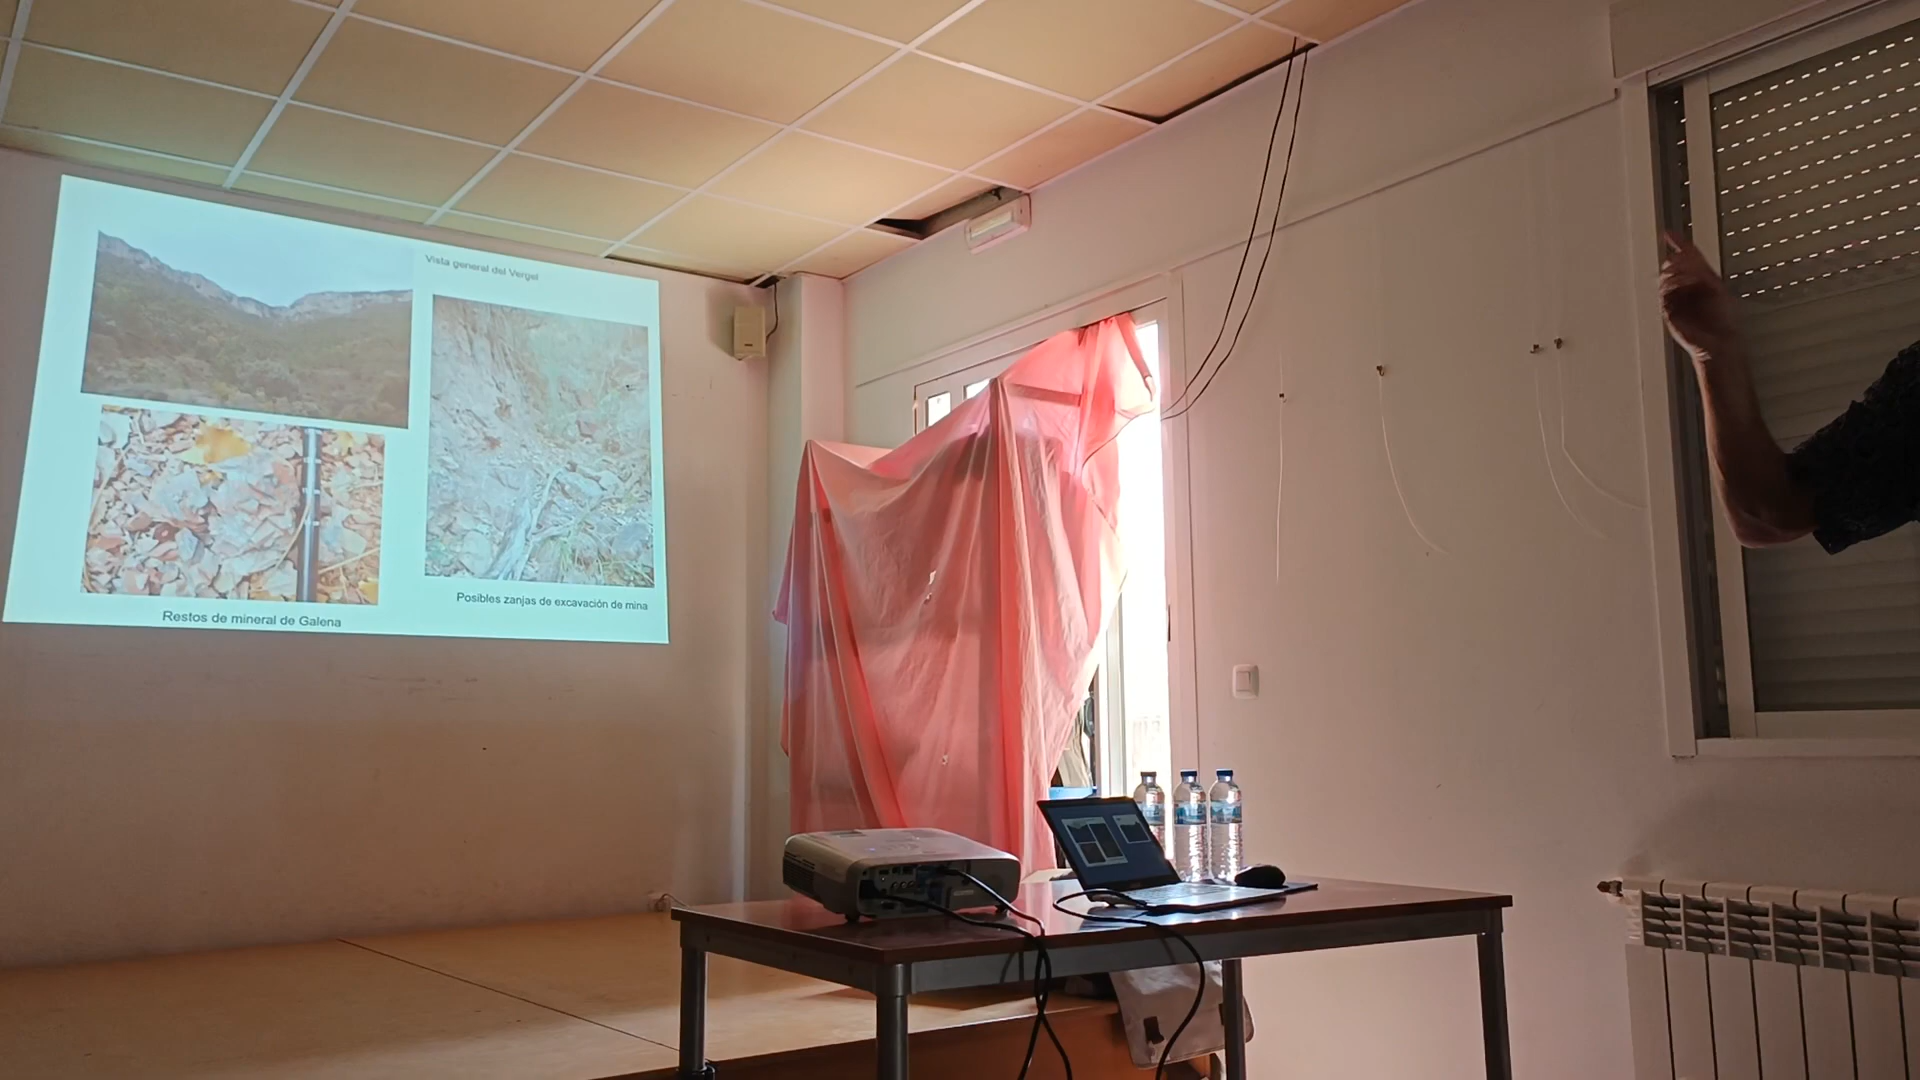 Vista general del Vergel
Posibles zanjas de excavación de mina
Restos de mineral de Galena